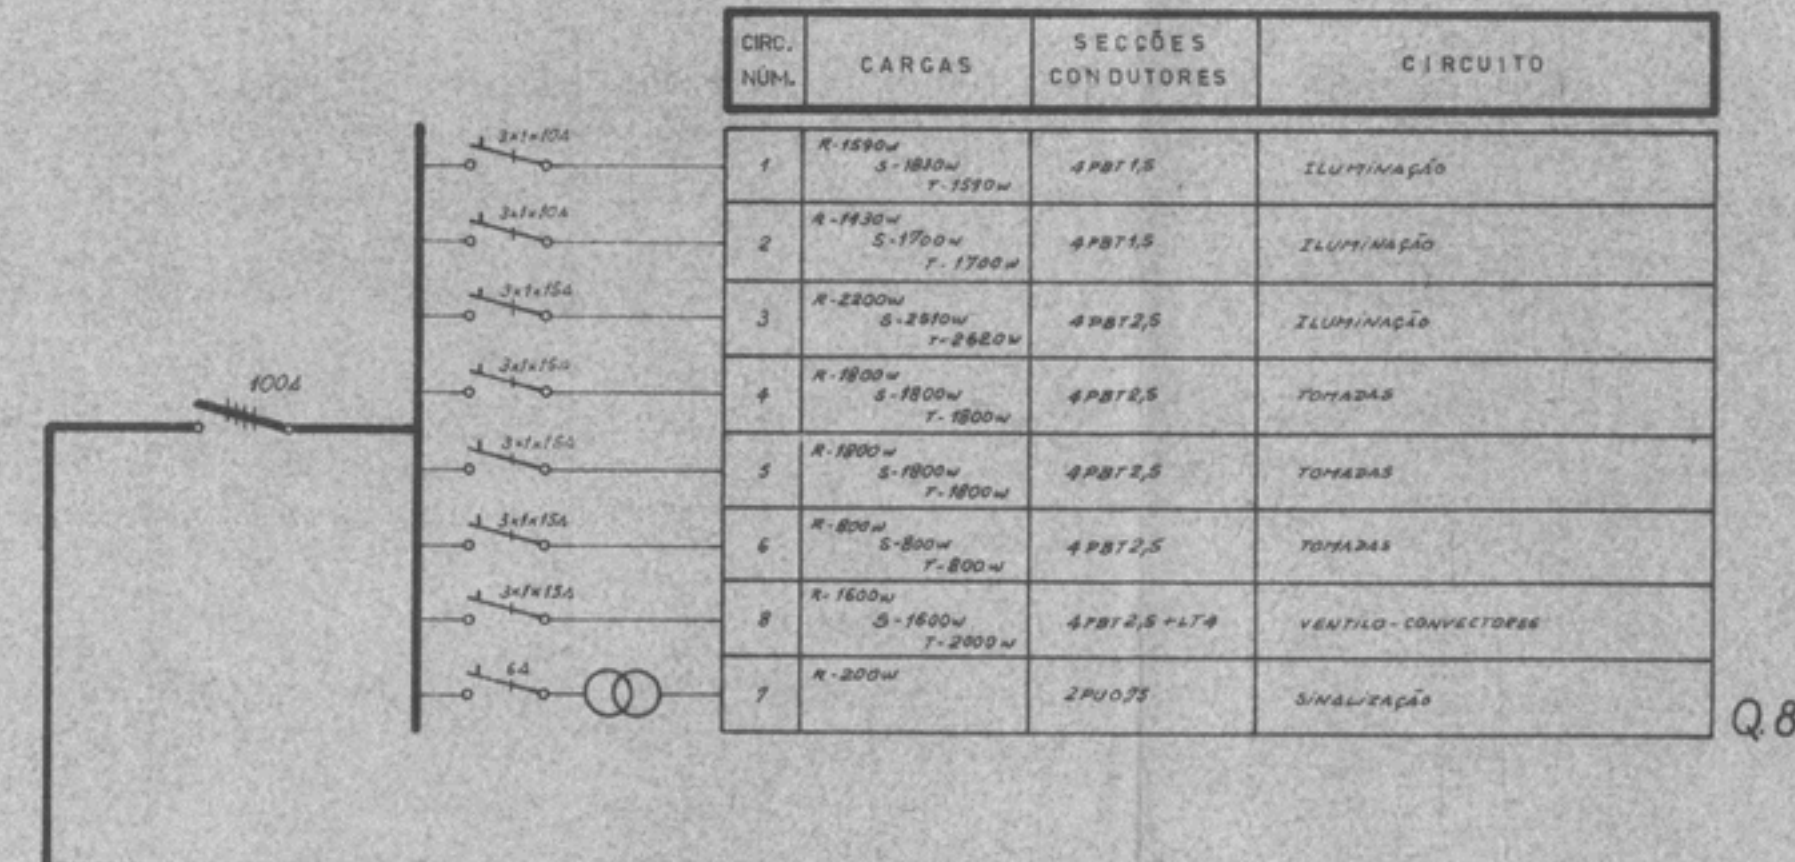 CIRC. NÚM. CARGAS SECÇÕES CONDUTORES CIRCUITO
3x1x10A 1 R-1590w
S-1830w 4PBT1,5 ILUMINAÇÃO
T-1590w
3x1x10A 2 R-1430w
S-1700w 4PBT1,5 ILUMINAÇÃO
T-1700w
3x1x15A 3 R-2200w
S-2510w 4PBT2,5 ILUMINAÇÃO
T-2620w
100A
3x1x15A 4 R-1800w
S-1800w 4PBT2,5 TOMADAS
T-1800w
3x1x15A 5 R-1800w
S-1800w 4PBT2,5 TOMADAS
T-1800w
3x1x15A 6 R-800w
S-800w 4PBT2,5 TOMADAS
T-800w
3x1x15A 8 R-1600w
S-1600w 4PBT2,5+LT4 VENTILO-CONVECTORES
T-2000w
6A 7 R-200w 2PU0,75 SINALIZAÇÃO
Q.8